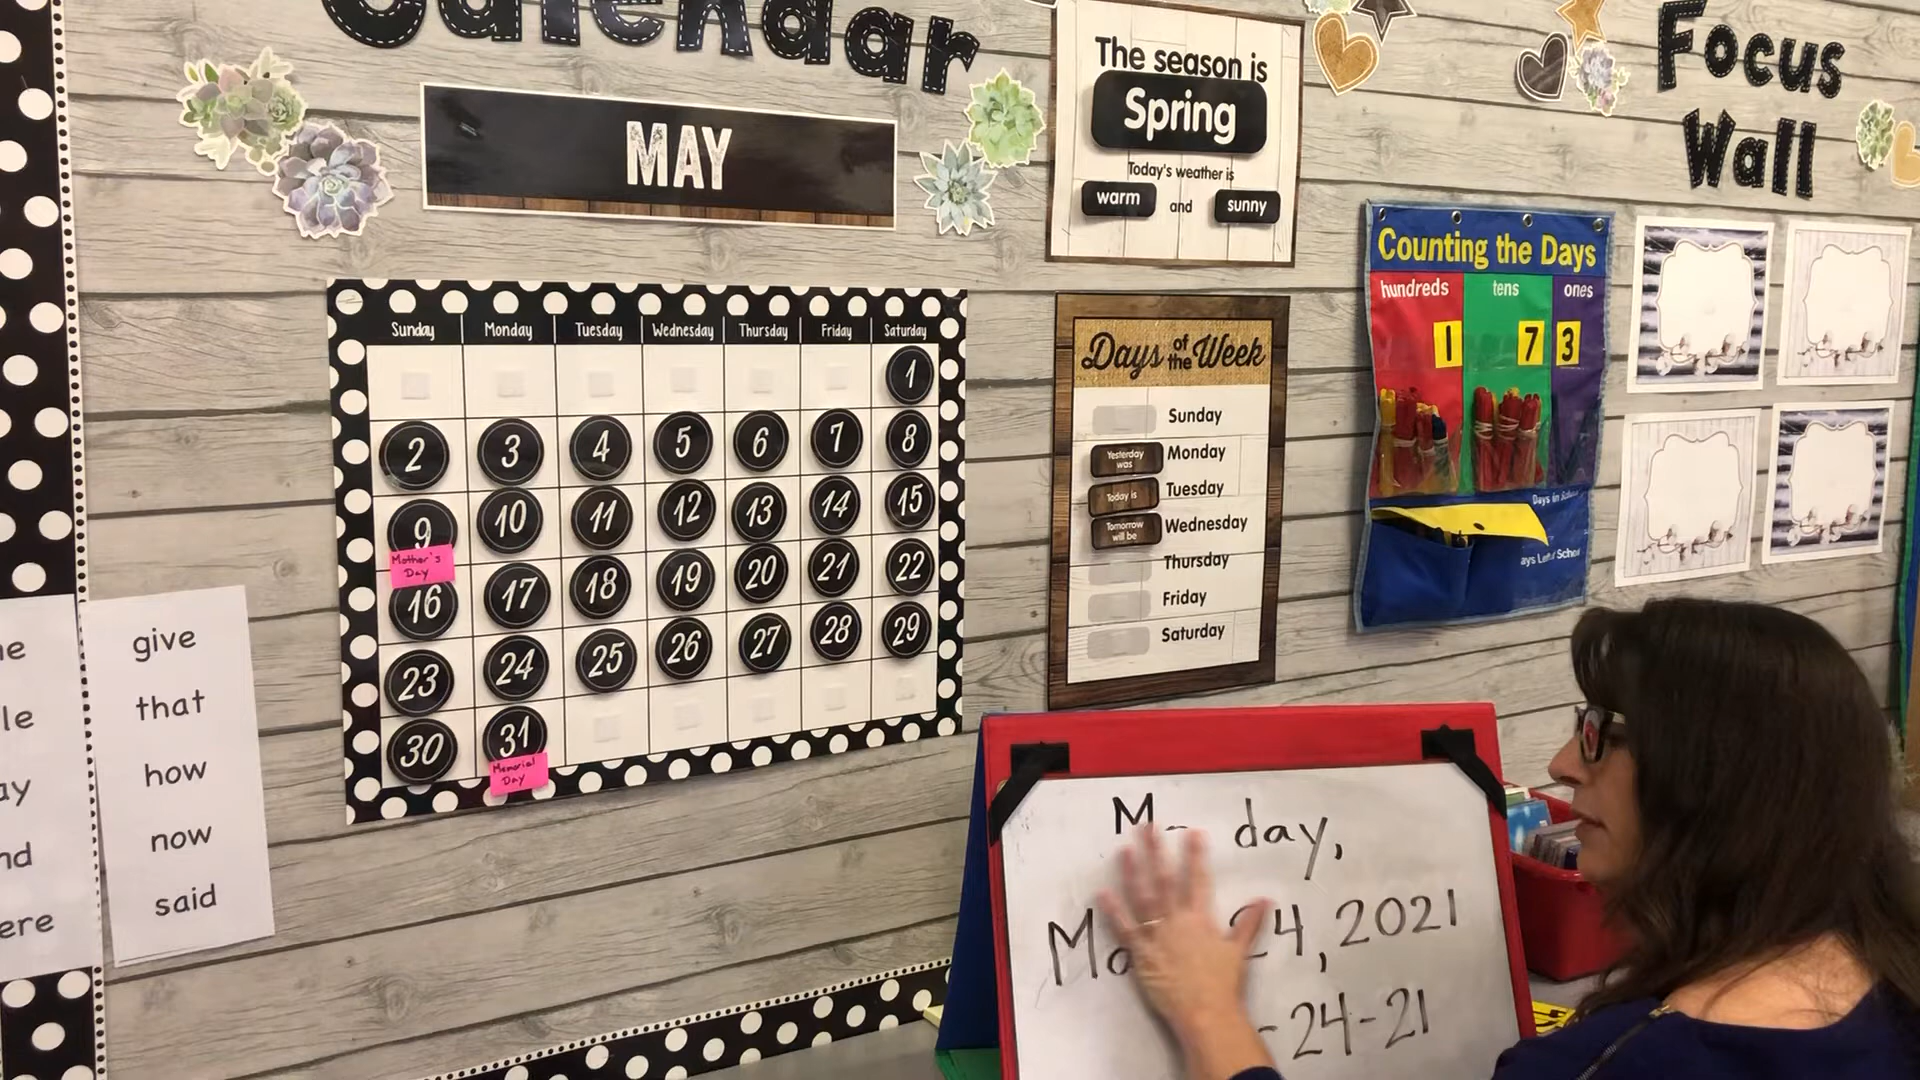 Calendar
MAY
Sunday Monday Tuesday Wednesday Thursday Friday Saturday
1
2 3 4 5 6 7 8
9 10 11 12 13 14 15
Mother's
Day
16 17 18 19 20 21 22
23 24 25 26 27 28 29
30 31
Memorial
Day
give
that
how
now
said
The season is
Spring
Today's weather is
warm and sunny
Days of the Week
Sunday
Yesterday was Monday
Today is Tuesday
Tomorrow will be Wednesday
Thursday
Friday
Saturday
Counting the Days
hundreds tens ones
1 7 3
Days in
Focus
Wall
day,
24, 2021
-24-21